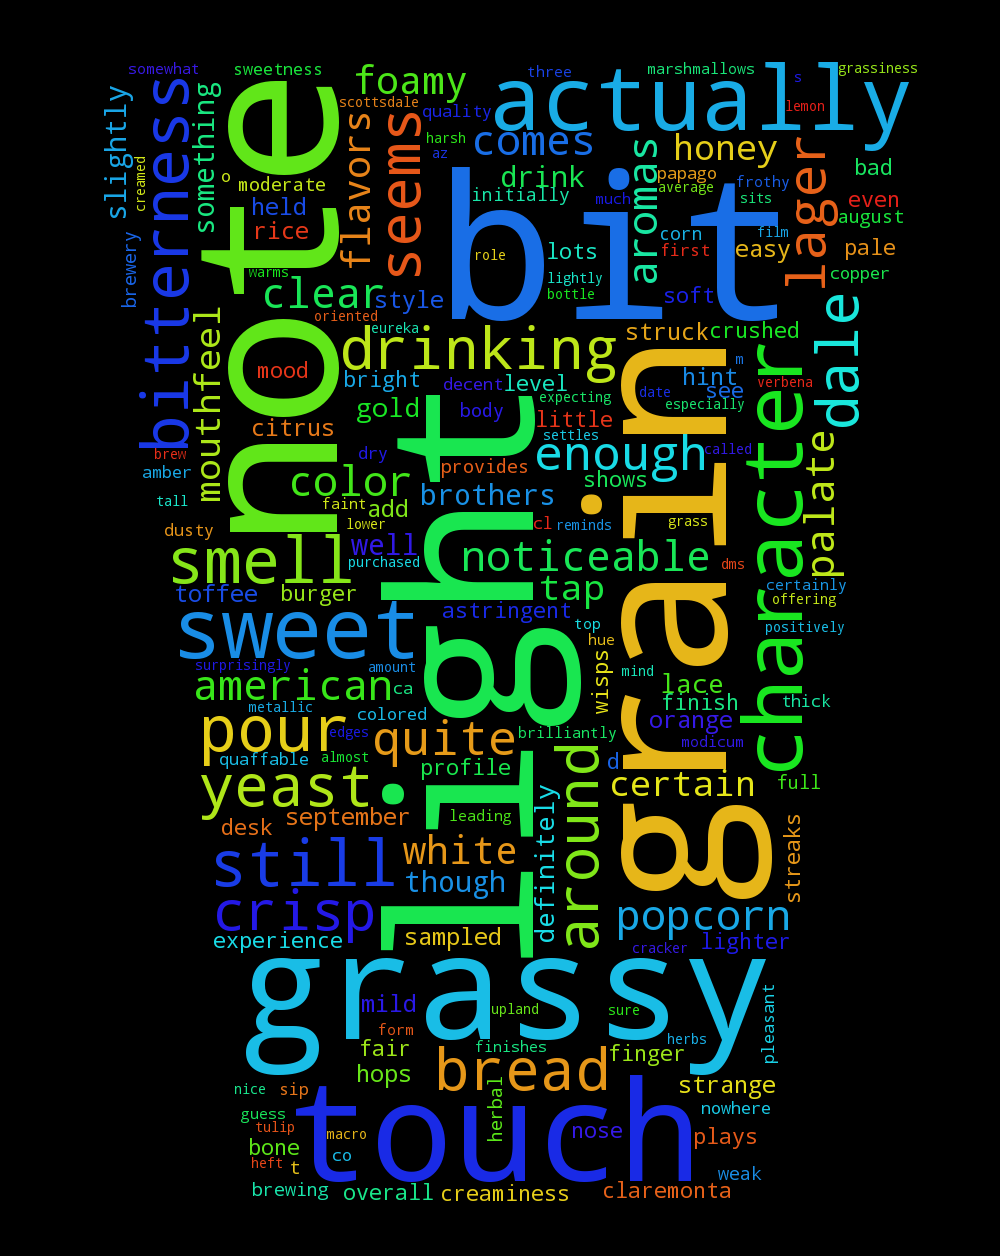 somewhat
sweetness
foamy
three
actually
marshmallows
s
grassiness
slightly
creamed
bitterness
something
note
scottsdale
flavors
seems
quality
harsh
az
comes
drink
initially
bit
much
aromas
honey
papago
average
frothy
sits
lemon
lager
bad
even
august
pale
copper
o
moderate
held
rice
warms
clear
style
oriented
eureka
role
lots
lightly
bottle
corn
first
film
easy
soft
brewery
mouthfeel
mood
drinking
bright
gold
citrus
decent
level
body
expecting
little
settles
struck
crushed
hint
m
see
date
especially
verbena
dale
brew
amber
tall
dusty
color
dry
faint
add
lower
provides
brothers
enough
shows
called
cl
reminds
grain
grass
character
palate
smell
well
purchased
noticeable
dms
tap
light
toffee
burger
astringent
certainly
offering
positively
top
hue
sweet
surprisingly
amount
american
ca
metallic
colored
wisps
mind
lace
finish
thick
orange
modicum
pour
edges
quite
brilliantly
quaffable
almost
d
yeast
profile
certain
full
september
desk
leading
definitely
around
streaks
still
white
though
crisp
popcorn
experience
sampled
cracker
lighter
grassy
mild
upland
sure
pleasant
form
herbs
fair
finishes
finger
hops
bread
strange
nice
sip
touch
herbal
nowhere
guess
tulip
macro
nose
plays
bone
co
heft
t
weak
brewing
overall
creaminess
claremonta